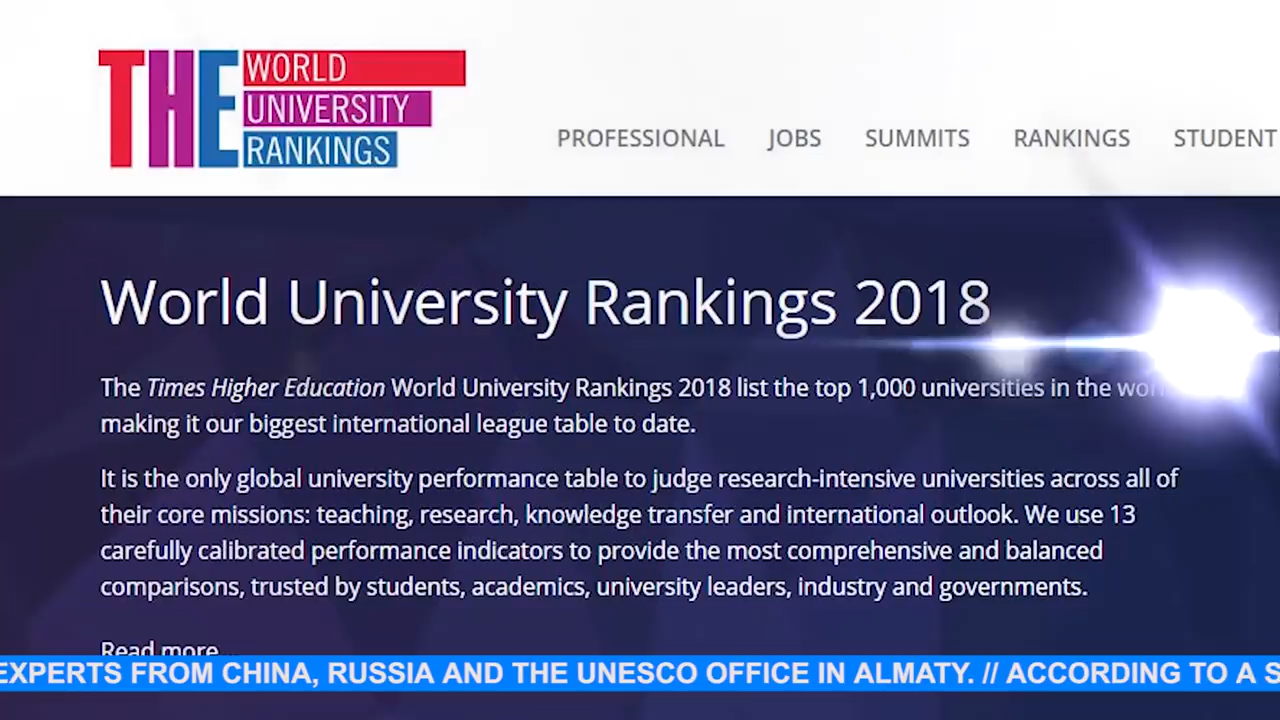 THE WORLD
UNIVERSITY
RANKINGS
PROFESSIONAL JOBS SUMMITS RANKINGS STUDENT
World University Rankings 2018
The Times Higher Education World University Rankings 2018 list the top 1,000 universities in the
making it our biggest international league table to date.
It is the only global university performance table to judge research-intensive universities across all of
their core missions: teaching, research, knowledge transfer and international outlook. We use 13
carefully calibrated performance indicators to provide the most comprehensive and balanced
comparisons, trusted by students, academics, university leaders, industry and governments.
Read more...
EXPERTS FROM CHINA, RUSSIA AND THE UNESCO OFFICE IN ALMATY. // ACCORDING TO A S